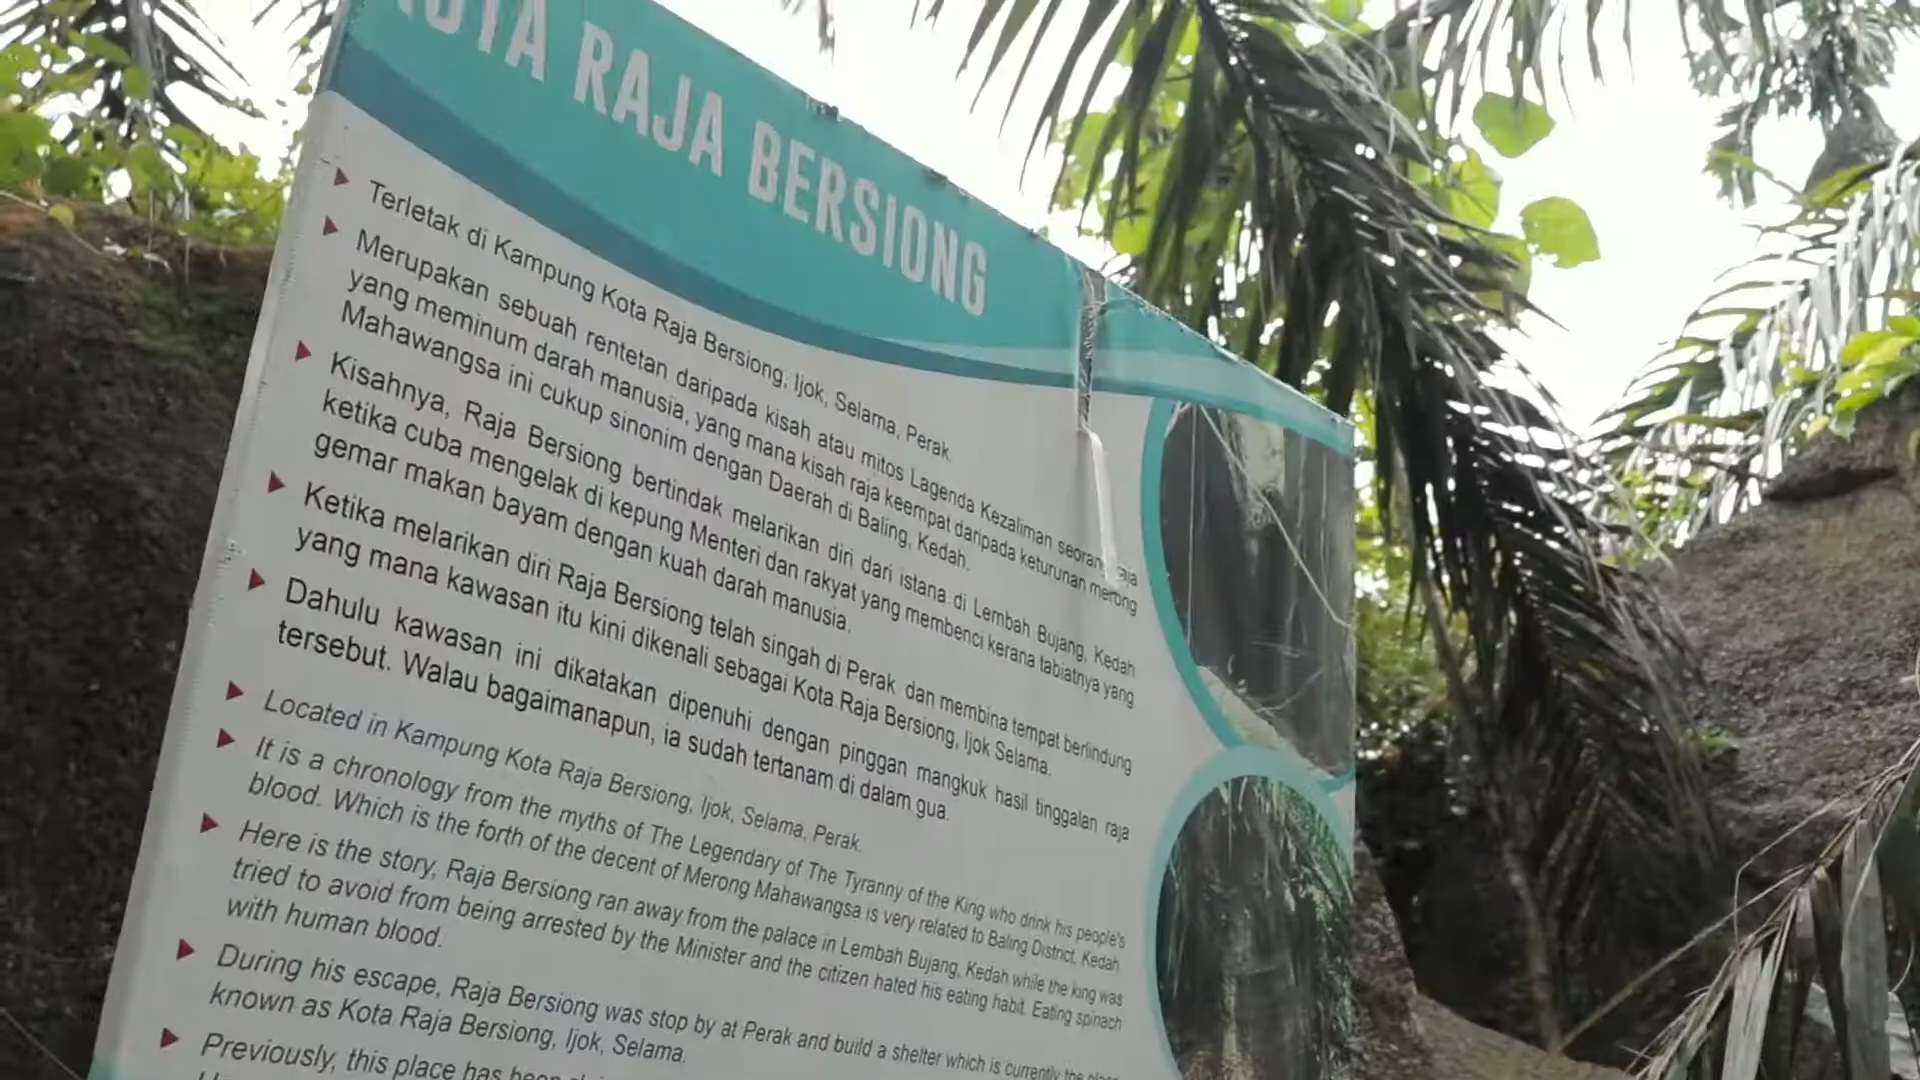 KOTA RAJA BERSIONG
Terletak di Kampung Kota Raja Bersiong, Ijok, Selama, Perak.
Merupakan sebuah rentetan daripada kisah atau mitos Lagenda Kezaliman seorang raja
yang meminum darah manusia, yang mana kisah raja keempat daripada keturunan merong
Mahawangsa ini cukup sinonim dengan Daerah di Baling, Kedah.
Kisahnya, Raja Bersiong bertindak melarikan diri dari istana di Lembah Bujang, Kedah
ketika cuba mengelak di kepung Menteri dan rakyat yang membenci kerana tabiatnya yang
gemar makan bayam dengan kuah darah manusia.
Ketika melarikan diri Raja Bersiong telah singah di Perak dan membina tempat berlindung
yang mana kawasan itu kini dikenali sebagai Kota Raja Bersiong, Ijok Selama.
Dahulu kawasan ini dikatakan dipenuhi dengan pinggan mangkuk hasil tinggalan raja
tersebut. Walau bagaimanapun, ia sudah tertanam di dalam gua.
Located in Kampung Kota Raja Bersiong, Ijok, Selama, Perak.
It is a chronology from the myths of The Legendary of The Tyranny of the King who drink his people's
blood. Which is the forth of the decent of Merong Mahawangsa is very related to Baling District, Kedah
Here is the story, Raja Bersiong ran away from the palace in Lembah Bujang, Kedah while the king was
tried to avoid from being arrested by the Minister and the citizen hated his eating habit. Eating spinach
with human blood.
During his escape, Raja Bersiong was stop by at Perak and build a shelter which is currently the place
known as Kota Raja Bersiong, Ijok, Selama.
Previously, this place has been